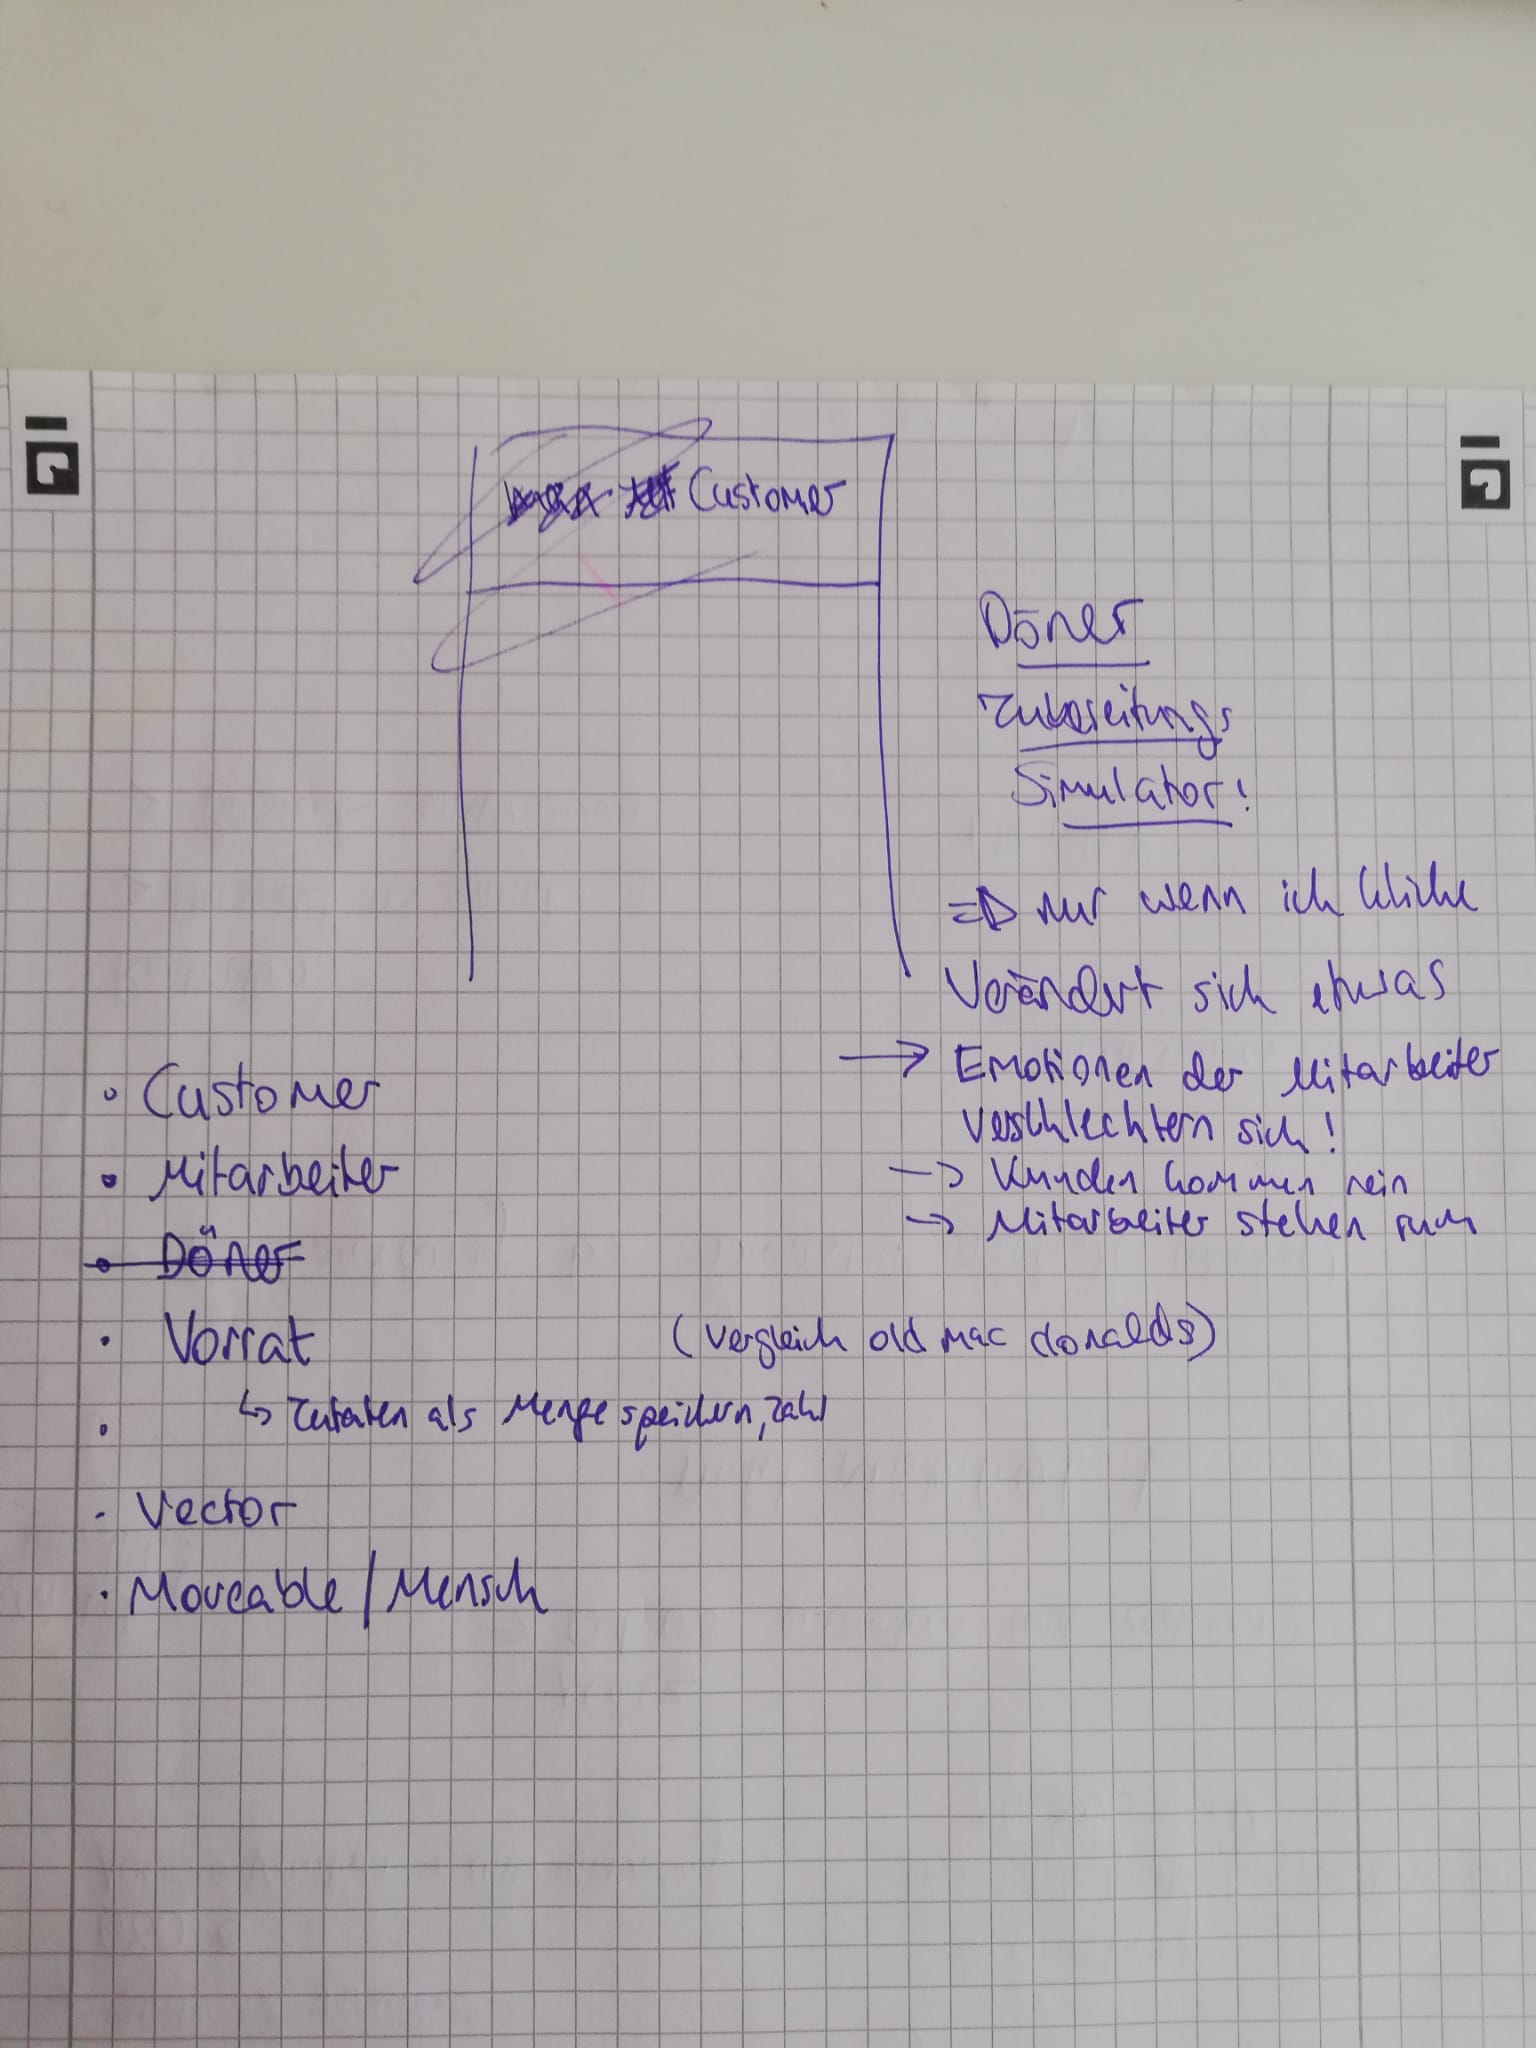 Customer
Döner
Zubereitungs
Simulator!
=> nur wenn ich klicke
Verändert sich etwas
→ Emotionen der Mitarbeiter
verschlechtern sich!
→ Kunden kommen rein
→ Mitarbeiter stehen rum
• Customer
• Mitarbeiter
• Döner
• Vorrat
(vergleich old mac donalds)
↳ Zutaten als Menge speichern, Zahl
• Vector
• Moveable / Mensch